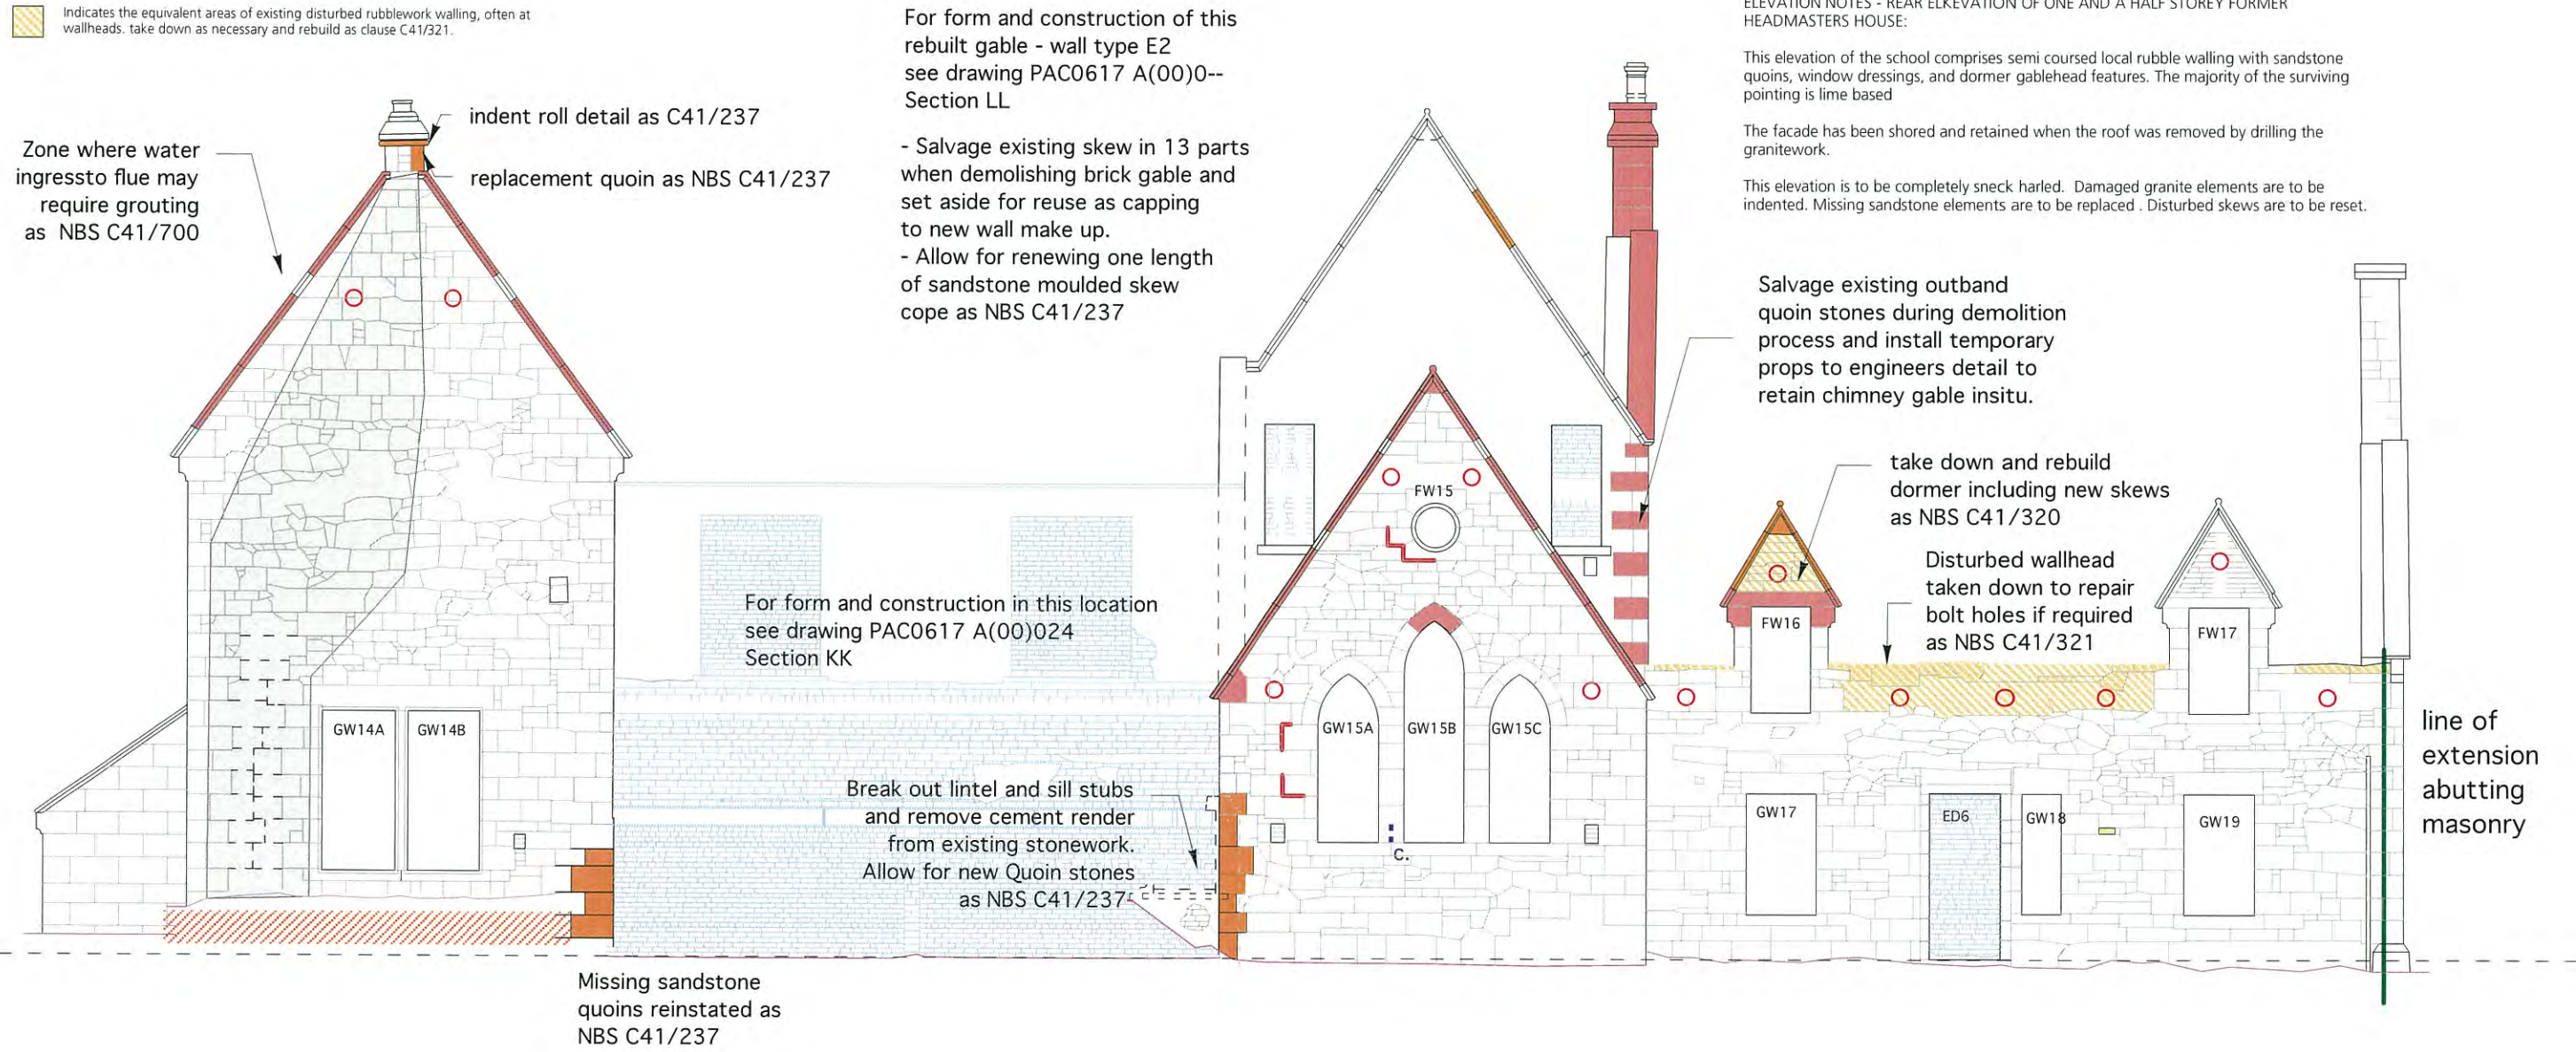 Indicates the equivalent areas of existing disturbed rubblework walling, often at
wallheads. take down as necessary and rebuild as clause C41/321.
Zone where water
ingressto flue may
require grouting
as NBS C41/700
indent roll detail as C41/237
replacement quoin as NBS C41/237
For form and construction of this
rebuilt gable - wall type E2
see drawing PAC0617 A(00)0--
Section LL
- Salvage existing skew in 13 parts
when demolishing brick gable and
set aside for reuse as capping
to new wall make up.
- Allow for renewing one length
of sandstone moulded skew
cope as NBS C41/237
ELEVATION NOTES - REAR ELKEVATION OF ONE AND A HALF STOREY FORMER
HEADMASTERS HOUSE:
This elevation of the school comprises semi coursed local rubble walling with sandstone
quoins, window dressings, and dormer gablehead features. The majority of the surviving
pointing is lime based
The facade has been shored and retained when the roof was removed by drilling the
granitework.
This elevation is to be completely sneck harled. Damaged granite elements are to be
indented. Missing sandstone elements are to be replaced . Disturbed skews are to be reset.
Salvage existing outband
quoin stones during demolition
process and install temporary
props to engineers detail to
retain chimney gable insitu.
take down and rebuild
dormer including new skews
as NBS C41/320
Disturbed wallhead
taken down to repair
bolt holes if required
as NBS C41/321
For form and construction in this location
see drawing PAC0617 A(00)024
Section KK
Break out lintel and sill stubs
and remove cement render
from existing stonework.
Allow for new Quoin stones
as NBS C41/237
Missing sandstone
quoins reinstated as
NBS C41/237
line of
extension
abutting
masonry
GW14A
GW14B
FW15
GW15A
GW15B
GW15C
c.
FW16
FW17
GW17
ED6
GW18
GW19